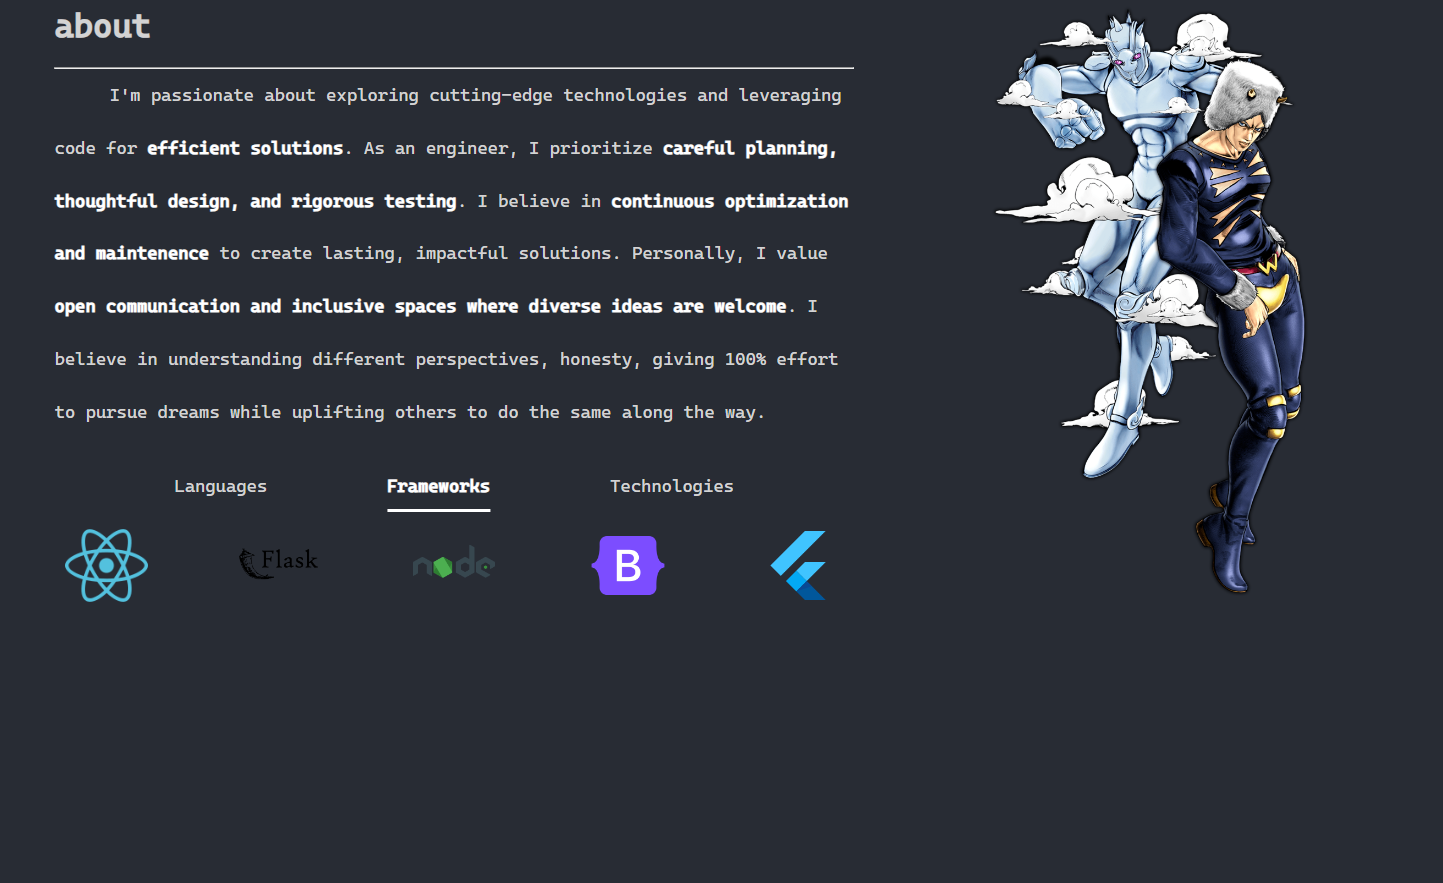 about
I'm passionate about exploring cutting-edge technologies and leveraging
code for efficient solutions. As an engineer, I prioritize careful planning,
thoughtful design, and rigorous testing. I believe in continuous optimization
and maintenence to create lasting, impactful solutions. Personally, I value
open communication and inclusive spaces where diverse ideas are welcome. I
believe in understanding different perspectives, honesty, giving 100% effort
to pursue dreams while uplifting others to do the same along the way.
Languages Frameworks Technologies
Flask node B
W